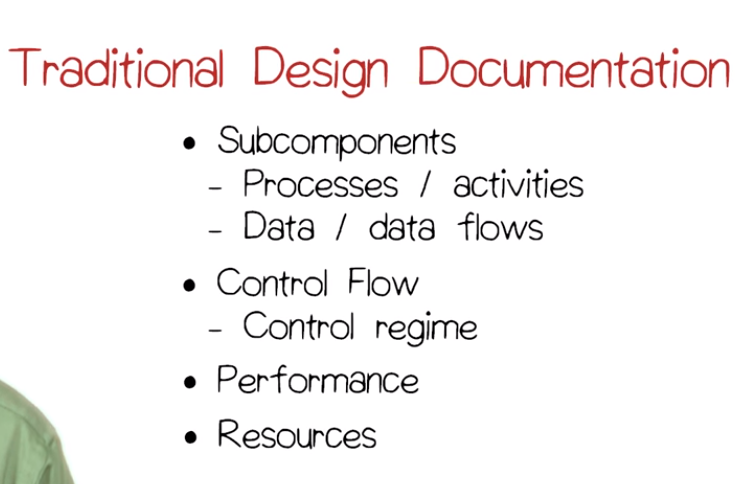 Traditional Design Documentation
• Subcomponents
– Processes / activities
– Data / data flows
• Control Flow
– Control regime
• Performance
• Resources